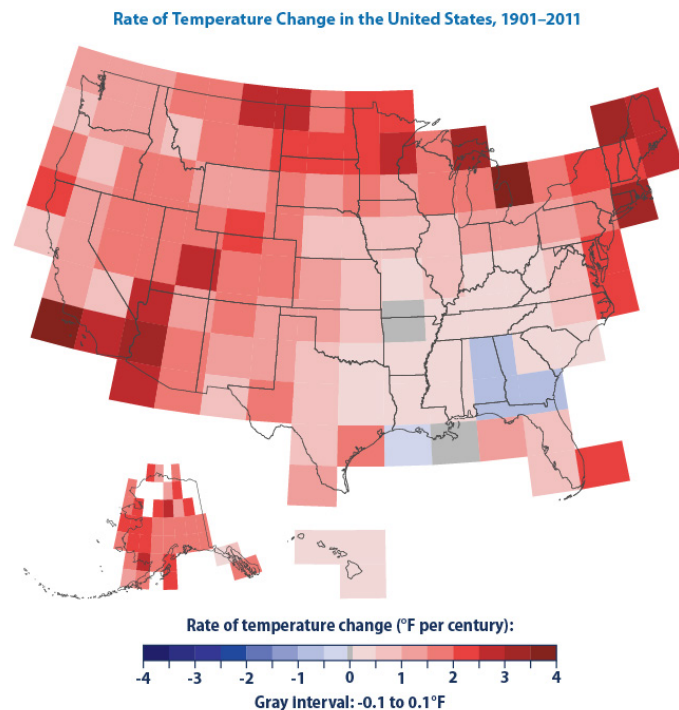 Rate of Temperature Change in the United States, 1901–2011
Rate of temperature change (°F per century):
-4 -3 -2 -1 0 1 2 3 4
Gray interval: -0.1 to 0.1°F